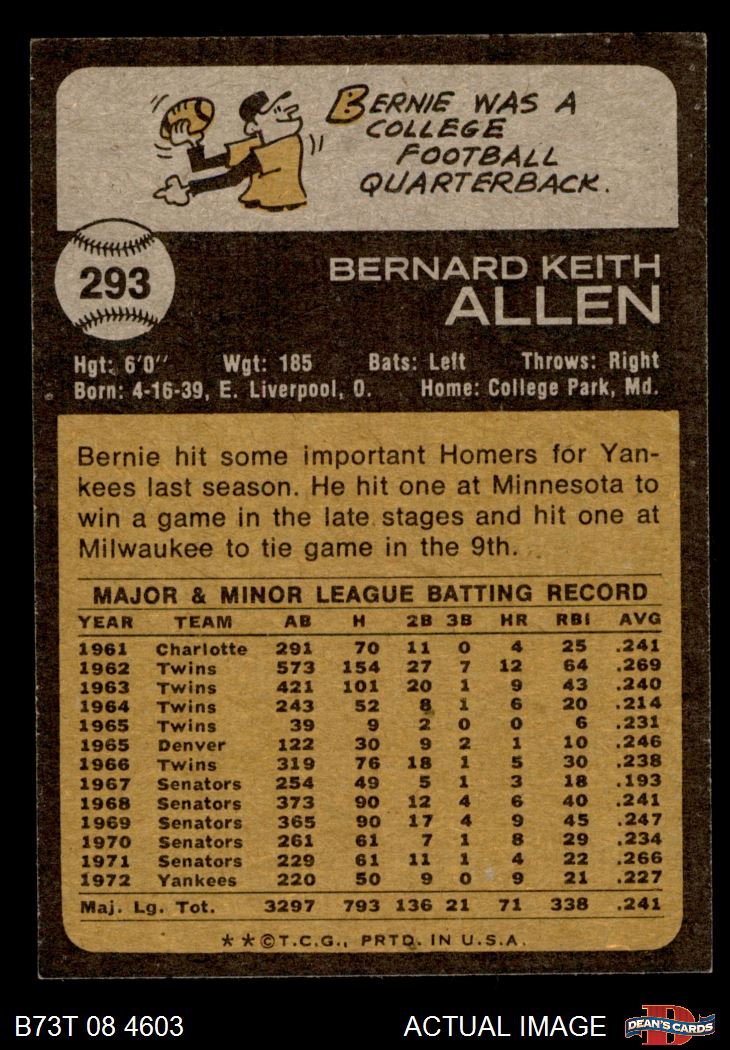 BERNIE WAS A
COLLEGE
FOOTBALL
QUARTERBACK.
293
BERNARD KEITH
ALLEN
Hgt: 6'0" Wgt: 185 Bats: Left Throws: Right
Born: 4-16-39, E. Liverpool, O. Home: College Park, Md.
Bernie hit some important Homers for Yan-
kees last season. He hit one at Minnesota to
win a game in the late stages and hit one at
Milwaukee to tie game in the 9th.
MAJOR & MINOR LEAGUE BATTING RECORD
YEAR TEAM AB H 2B 3B HR RBI AVG
1961 Charlotte 291 70 11 0 4 25 .241
1962 Twins 573 154 27 7 12 64 .269
1963 Twins 421 101 20 1 9 43 .240
1964 Twins 243 52 8 1 6 20 .214
1965 Twins 39 9 2 0 0 6 .231
1965 Denver 122 30 9 2 1 10 .246
1966 Twins 319 76 18 1 5 30 .238
1967 Senators 254 49 5 1 3 18 .193
1968 Senators 373 90 12 4 6 40 .241
1969 Senators 365 90 17 4 9 45 .247
1970 Senators 261 61 7 1 8 29 .234
1971 Senators 229 61 11 1 4 22 .266
1972 Yankees 220 50 9 0 9 21 .227
Maj. Lg. Tot. 3297 793 136 21 71 338 .241
**©T.C.G., PRTD. IN U.S.A.
B73T 08 4603 ACTUAL IMAGE D DEAN'S CARDS